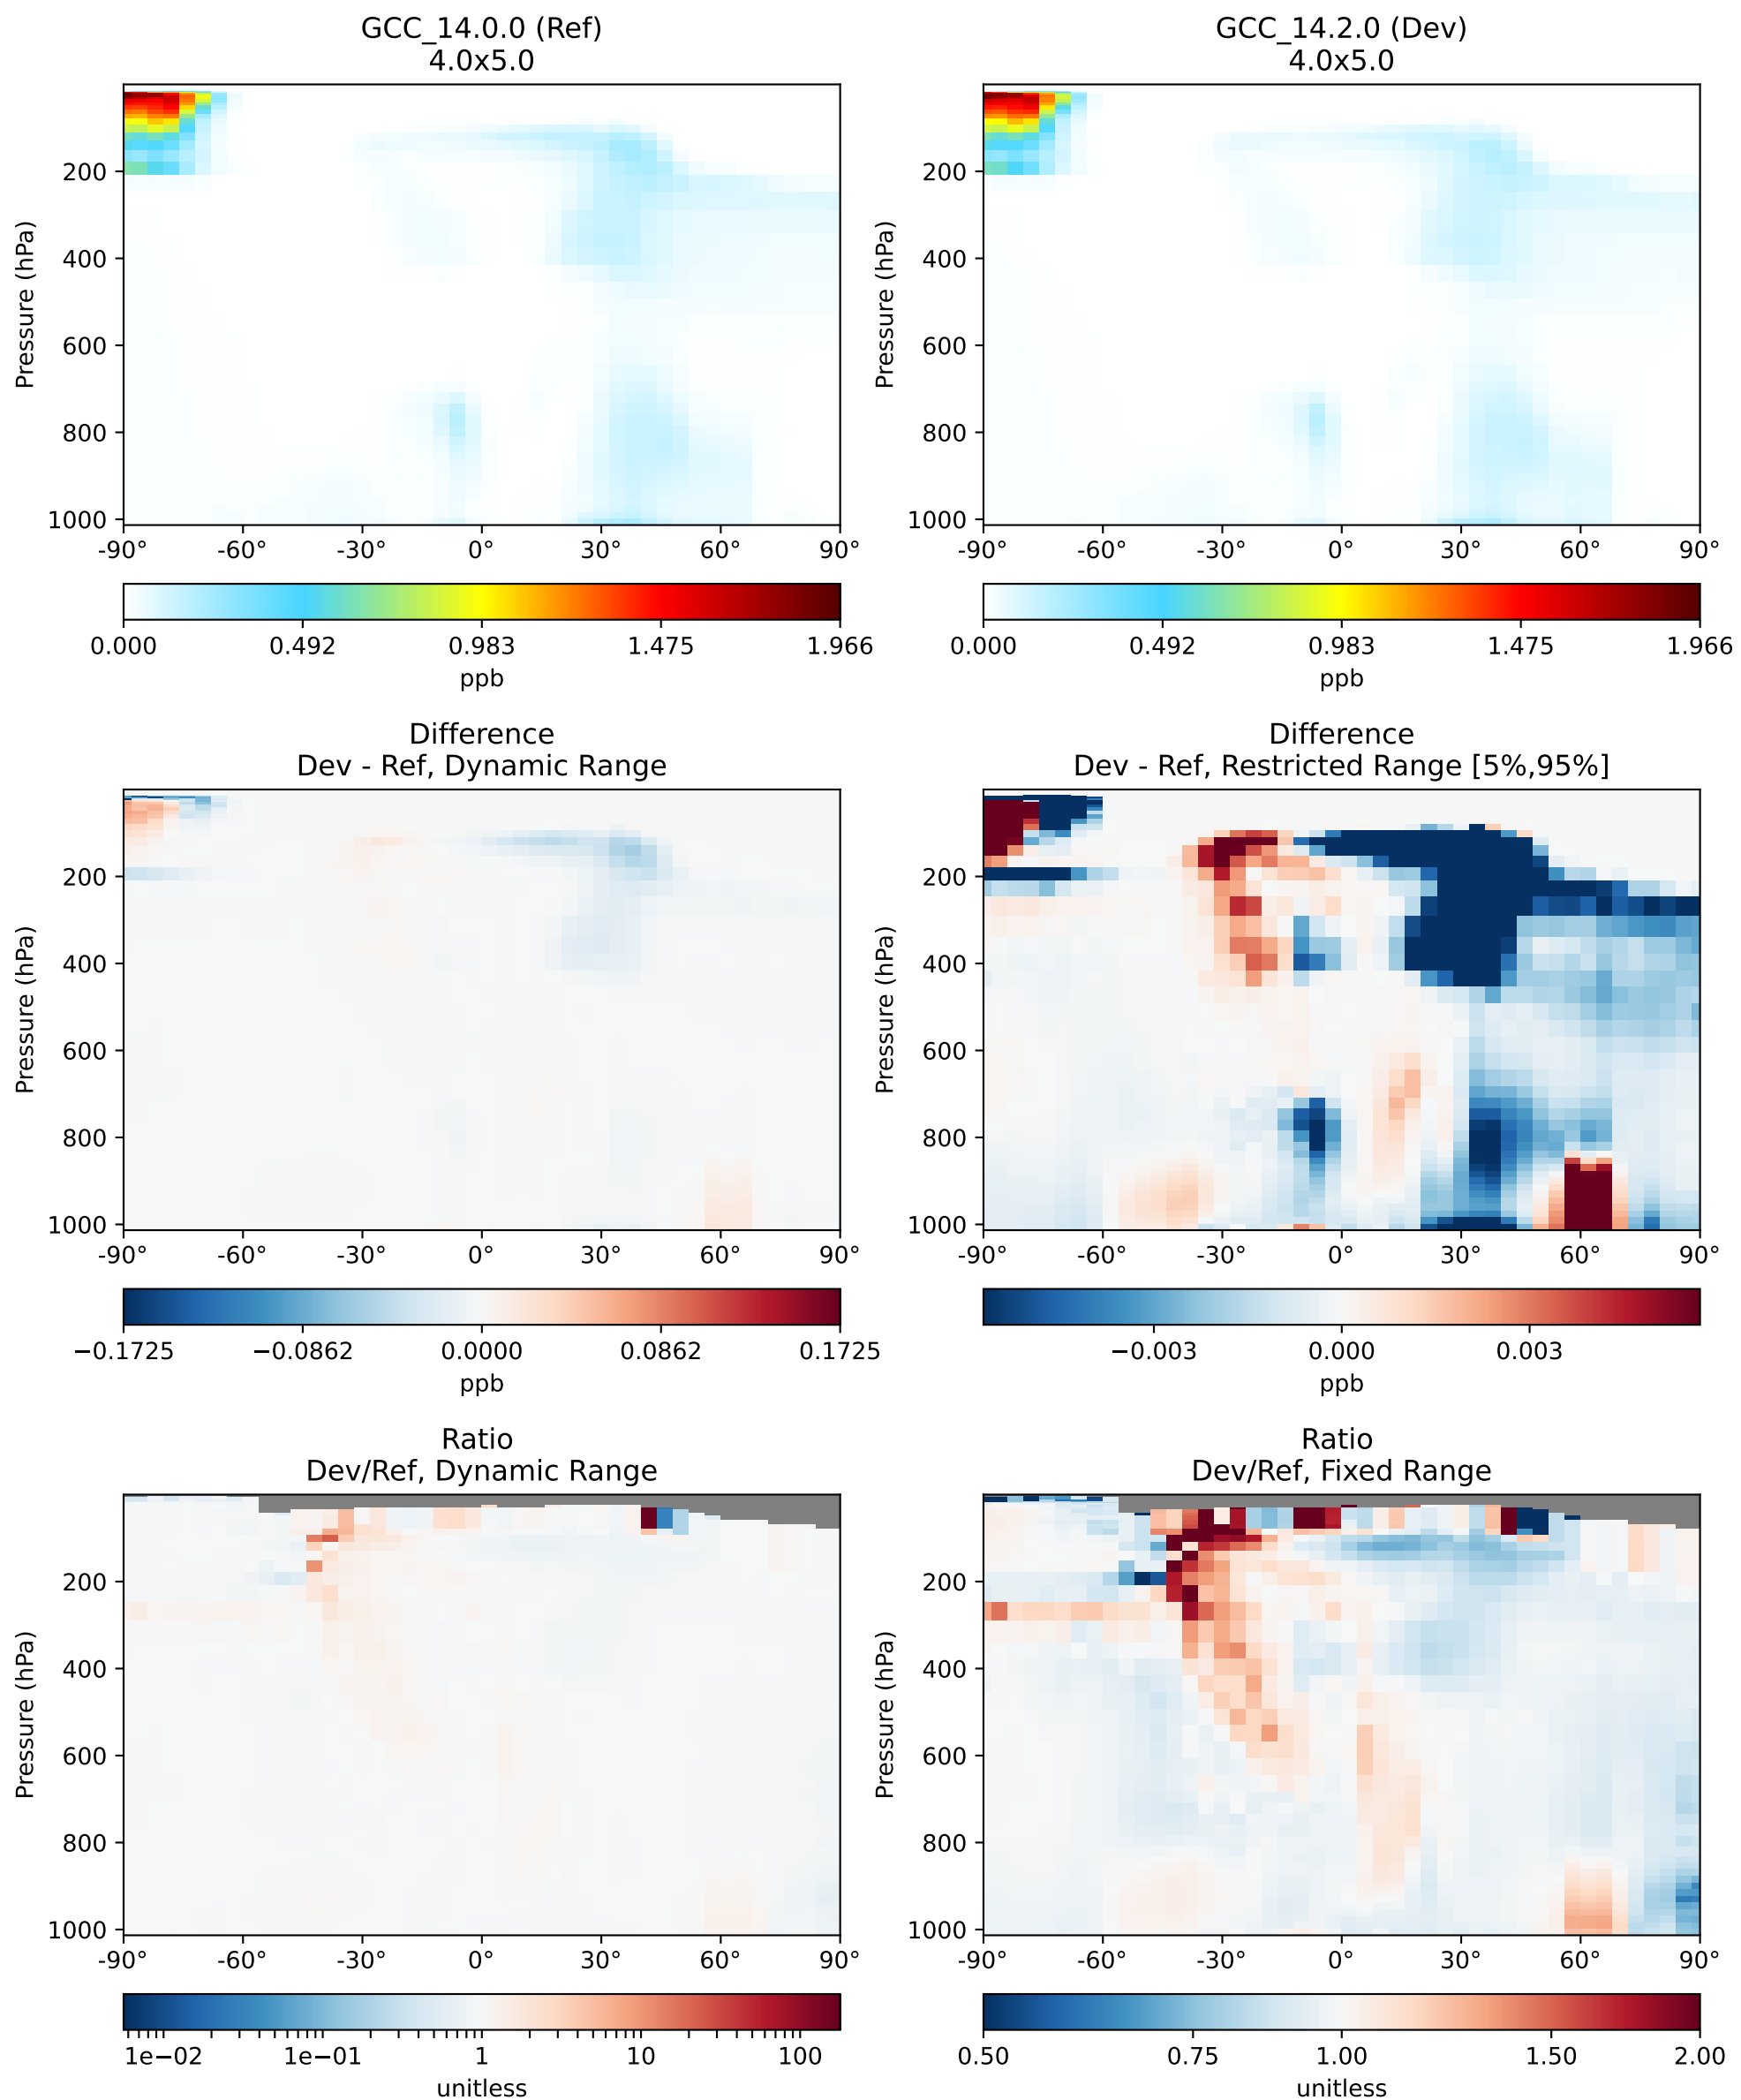 GCC_14.0.0 (Ref)
4.0x5.0
Pressure (hPa)
200
400
600
800
1000
-90° -60° -30° 0° 30° 60° 90°
0.000 0.492 0.983 1.475 1.966
ppb
GCC_14.2.0 (Dev)
4.0x5.0
Pressure (hPa)
200
400
600
800
1000
-90° -60° -30° 0° 30° 60° 90°
0.000 0.492 0.983 1.475 1.966
ppb
Difference
Dev - Ref, Dynamic Range
Pressure (hPa)
200
400
600
800
1000
-90° -60° -30° 0° 30° 60° 90°
−0.1725 −0.0862 0.0000 0.0862 0.1725
ppb
Difference
Dev - Ref, Restricted Range [5%,95%]
Pressure (hPa)
200
400
600
800
1000
-90° -60° -30° 0° 30° 60° 90°
−0.003 0.000 0.003
ppb
Ratio
Dev/Ref, Dynamic Range
Pressure (hPa)
200
400
600
800
1000
-90° -60° -30° 0° 30° 60° 90°
1e−02 1e−01 1 10 100
unitless
Ratio
Dev/Ref, Fixed Range
Pressure (hPa)
200
400
600
800
1000
-90° -60° -30° 0° 30° 60° 90°
0.50 0.75 1.00 1.50 2.00
unitless